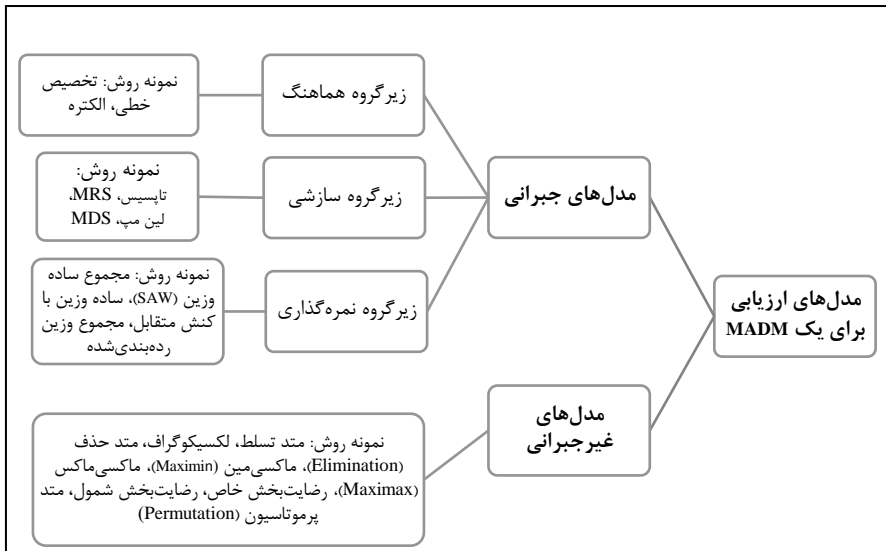 مدل‌های ارزیابی
برای یک MADM
مدل‌های جبرانی
زیرگروه هماهنگ
نمونه روش: تخصیص
خطی، الکتره
زیرگروه سازشی
نمونه روش:
تاپسیس، MRS،
لین مپ، MDS
زیرگروه نمره‌گذاری
نمونه روش: مجموع ساده
وزین (SAW)، ساده وزین با
کنش متقابل، مجموع وزین
رده‌بندی‌شده
مدل‌های
غیرجبرانی
نمونه روش: متد تسلط، لکسیکوگراف، متد حذف
(Elimination)، ماکسی‌مین (Maximin)، ماکسی‌ماکس
(Maximax)، رضایت‌بخش خاص، رضایت‌بخش شمول، متد
پرموتاسیون (Permutation)